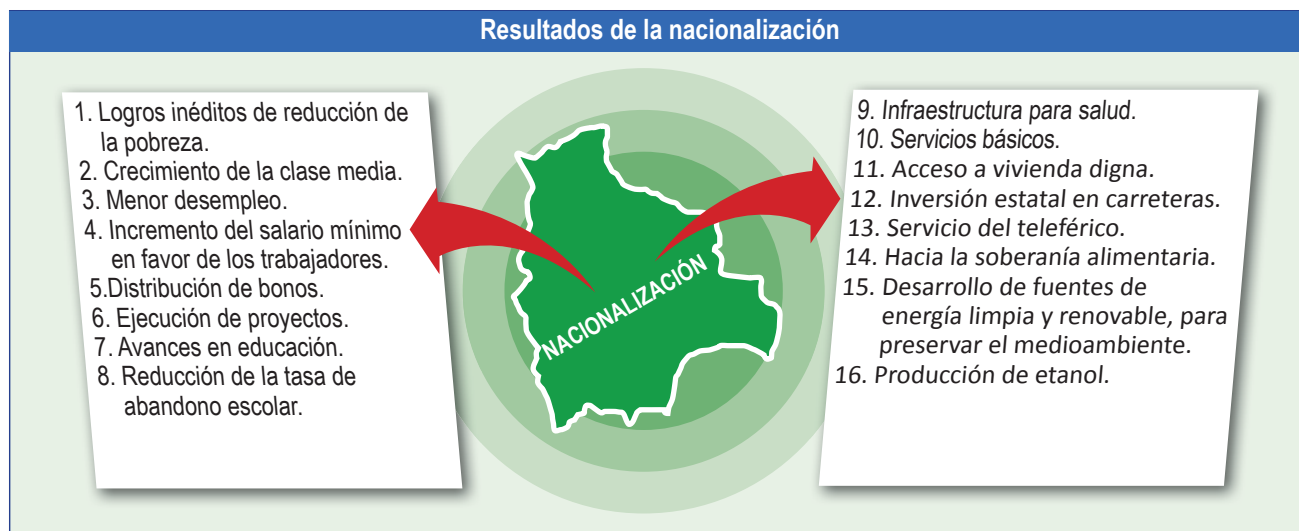 Resultados de la nacionalización
1. Logros inéditos de reducción de
la pobreza.
2. Crecimiento de la clase media.
3. Menor desempleo.
4. Incremento del salario mínimo
en favor de los trabajadores.
5.Distribución de bonos.
6. Ejecución de proyectos.
7. Avances en educación.
8. Reducción de la tasa de
abandono escolar.
NACIONALIZACIÓN
9. Infraestructura para salud.
10. Servicios básicos.
11. Acceso a vivienda digna.
12. Inversión estatal en carreteras.
13. Servicio del teleférico.
14. Hacia la soberanía alimentaria.
15. Desarrollo de fuentes de
energía limpia y renovable, para
preservar el medioambiente.
16. Producción de etanol.